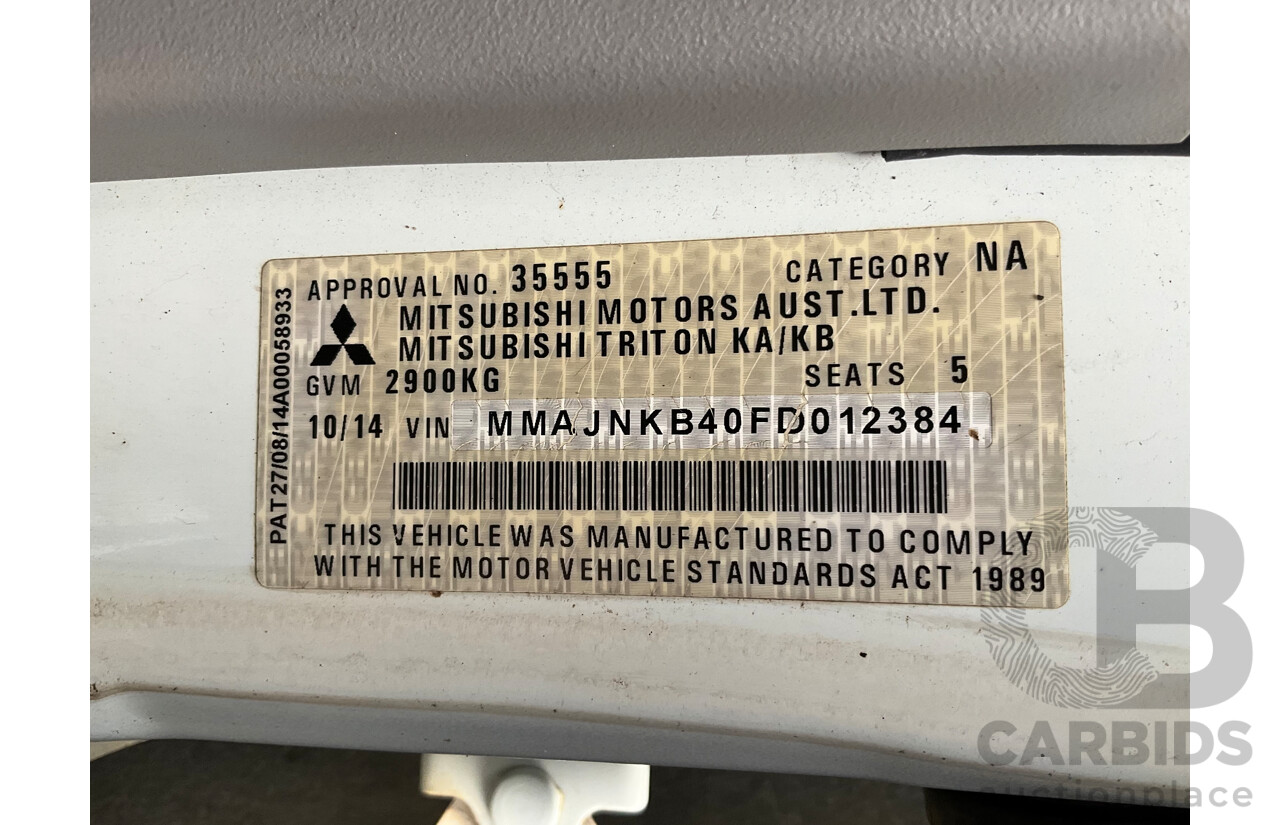 APPROVAL NO. 35555 CATEGORY NA
MITSUBISHI MOTORS AUST.LTD.
MITSUBISHI TRITON KA/KB
GVM 2900KG SEATS 5
10/14 VIN MMAJNKB40FD012384
THIS VEHICLE WAS MANUFACTURED TO COMPLY
WITH THE MOTOR VEHICLE STANDARDS ACT 1989
PAT27/08/14A00058933
CB
CARBIDS
auctionplace